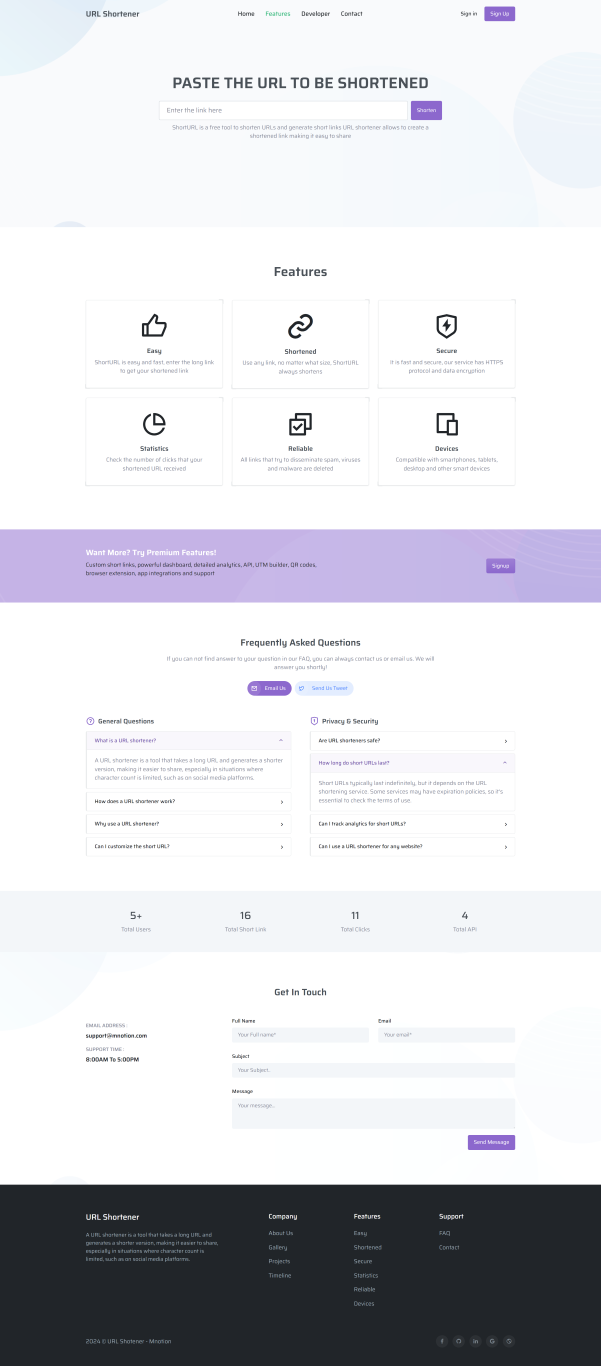 URL Shortener
Home Features Developer Contact
Sign in Sign Up
PASTE THE URL TO BE SHORTENED
Enter the link here
Shorten
ShortURL is a free tool to shorten URLs and generate short links URL shortener allows to create a
shortened link making it easy to share
Features
Easy
ShortURL is easy and fast, enter the long link
to get your shortened link
Shortened
Use any link, no matter what size, ShortURL
always shortens
Secure
It is fast and secure, our service has HTTPS
protocol and data encryption
Statistics
Check the number of clicks that your
shortened URL received
Reliable
All links that try to disseminate spam, viruses
and malware are deleted
Devices
Compatible with smartphones, tablets,
desktop and other smart devices
Want More? Try Premium Features!
Custom short links, powerful dashboard, detailed analytics, API, UTM builder, QR codes,
browser extension, app integrations and support
Signup
Frequently Asked Questions
If you can not find answer to your question in our FAQ, you can always contact us or email us. We will
answer you shortly!
Email Us
Send Us Tweet
General Questions
What is a URL shortener?
A URL shortener is a tool that takes a long URL and generates a shorter
version, making it easier to share, especially in situations where
character count is limited, such as on social media platforms.
How does a URL shortener work?
Why use a URL shortener?
Can I customize the short URL?
Privacy & Security
Are URL shorteners safe?
How long do short URLs last?
Short URLs typically last indefinitely, but it depends on the URL
shortening service. Some services may have expiration policies, so it's
essential to check the terms of use.
Can I track analytics for short URLs?
Can I use a URL shortener for any website?
5+
Total Users
16
Total Short Link
11
Total Clicks
4
Total API
Get In Touch
EMAIL ADDRESS :
support@mnotion.com
SUPPORT TIME :
8:00AM To 5:00PM
Full Name
Your Full name*
Email
Your email*
Subject
Your Subject..
Message
Your message...
Send Message
URL Shortener
A URL shortener is a tool that takes a long URL and
generates a shorter version, making it easier to share,
especially in situations where character count is
limited, such as on social media platforms.
Company
About Us
Gallery
Projects
Timeline
Features
Easy
Shortened
Secure
Statistics
Reliable
Devices
Support
FAQ
Contact
2024 © URL Shotener - Mnotion